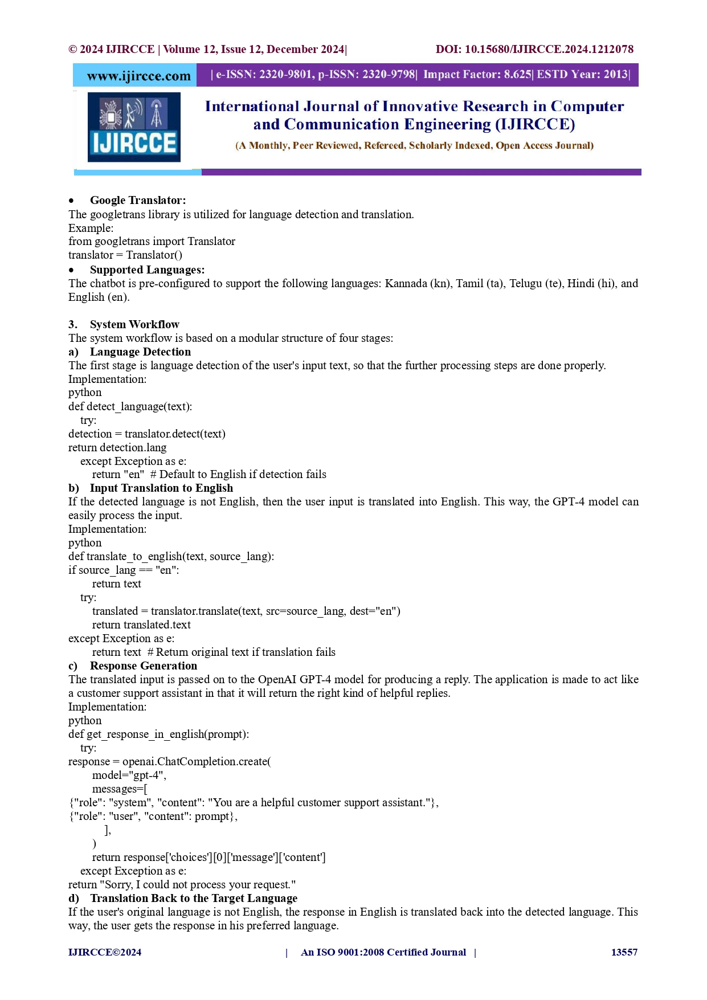 © 2024 IJIRCCE | Volume 12, Issue 12, December 2024| DOI: 10.15680/IJIRCCE.2024.1212078
www.ijircce.com | e-ISSN: 2320-9801, p-ISSN: 2320-9798| Impact Factor: 8.625| ESTD Year: 2013|
IJIRCCE
International Journal of Innovative Research in Computer
and Communication Engineering (IJIRCCE)
(A Monthly, Peer Reviewed, Refereed, Scholarly Indexed, Open Access Journal)
• Google Translator:
The googletrans library is utilized for language detection and translation.
Example:
from googletrans import Translator
translator = Translator()
• Supported Languages:
The chatbot is pre-configured to support the following languages: Kannada (kn), Tamil (ta), Telugu (te), Hindi (hi), and
English (en).
3. System Workflow
The system workflow is based on a modular structure of four stages:
a) Language Detection
The first stage is language detection of the user's input text, so that the further processing steps are done properly.
Implementation:
python
def detect_language(text):
try:
detection = translator.detect(text)
return detection.lang
except Exception as e:
return "en" # Default to English if detection fails
b) Input Translation to English
If the detected language is not English, then the user input is translated into English. This way, the GPT-4 model can
easily process the input.
Implementation:
python
def translate_to_english(text, source_lang):
if source_lang == "en":
return text
try:
translated = translator.translate(text, src=source_lang, dest="en")
return translated.text
except Exception as e:
return text # Return original text if translation fails
c) Response Generation
The translated input is passed on to the OpenAI GPT-4 model for producing a reply. The application is made to act like
a customer support assistant in that it will return the right kind of helpful replies.
Implementation:
python
def get_response_in_english(prompt):
try:
response = openai.ChatCompletion.create(
model="gpt-4",
messages=[
{"role": "system", "content": "You are a helpful customer support assistant."},
{"role": "user", "content": prompt},
],
)
return response['choices'][0]['message']['content']
except Exception as e:
return "Sorry, I could not process your request."
d) Translation Back to the Target Language
If the user's original language is not English, the response in English is translated back into the detected language. This
way, the user gets the response in his preferred language.
IJIRCCE©2024 | An ISO 9001:2008 Certified Journal | 13557